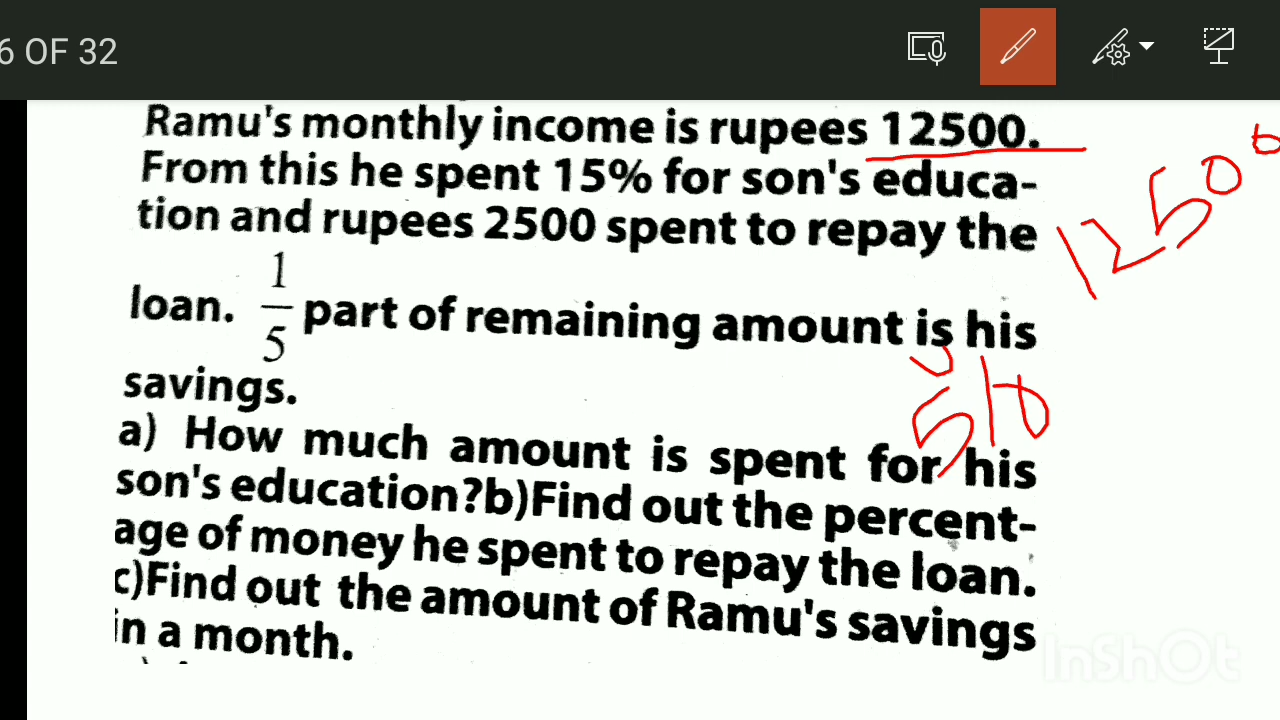 6 OF 32
Ramu's monthly income is rupees 12500.
From this he spent 15% for son's educa-
tion and rupees 2500 spent to repay the
loan. 1/5 part of remaining amount is his
savings.
a) How much amount is spent for his
son's education?b)Find out the percent-
age of money he spent to repay the loan.
c)Find out the amount of Ramu's savings
in a month.
12500
InShOt